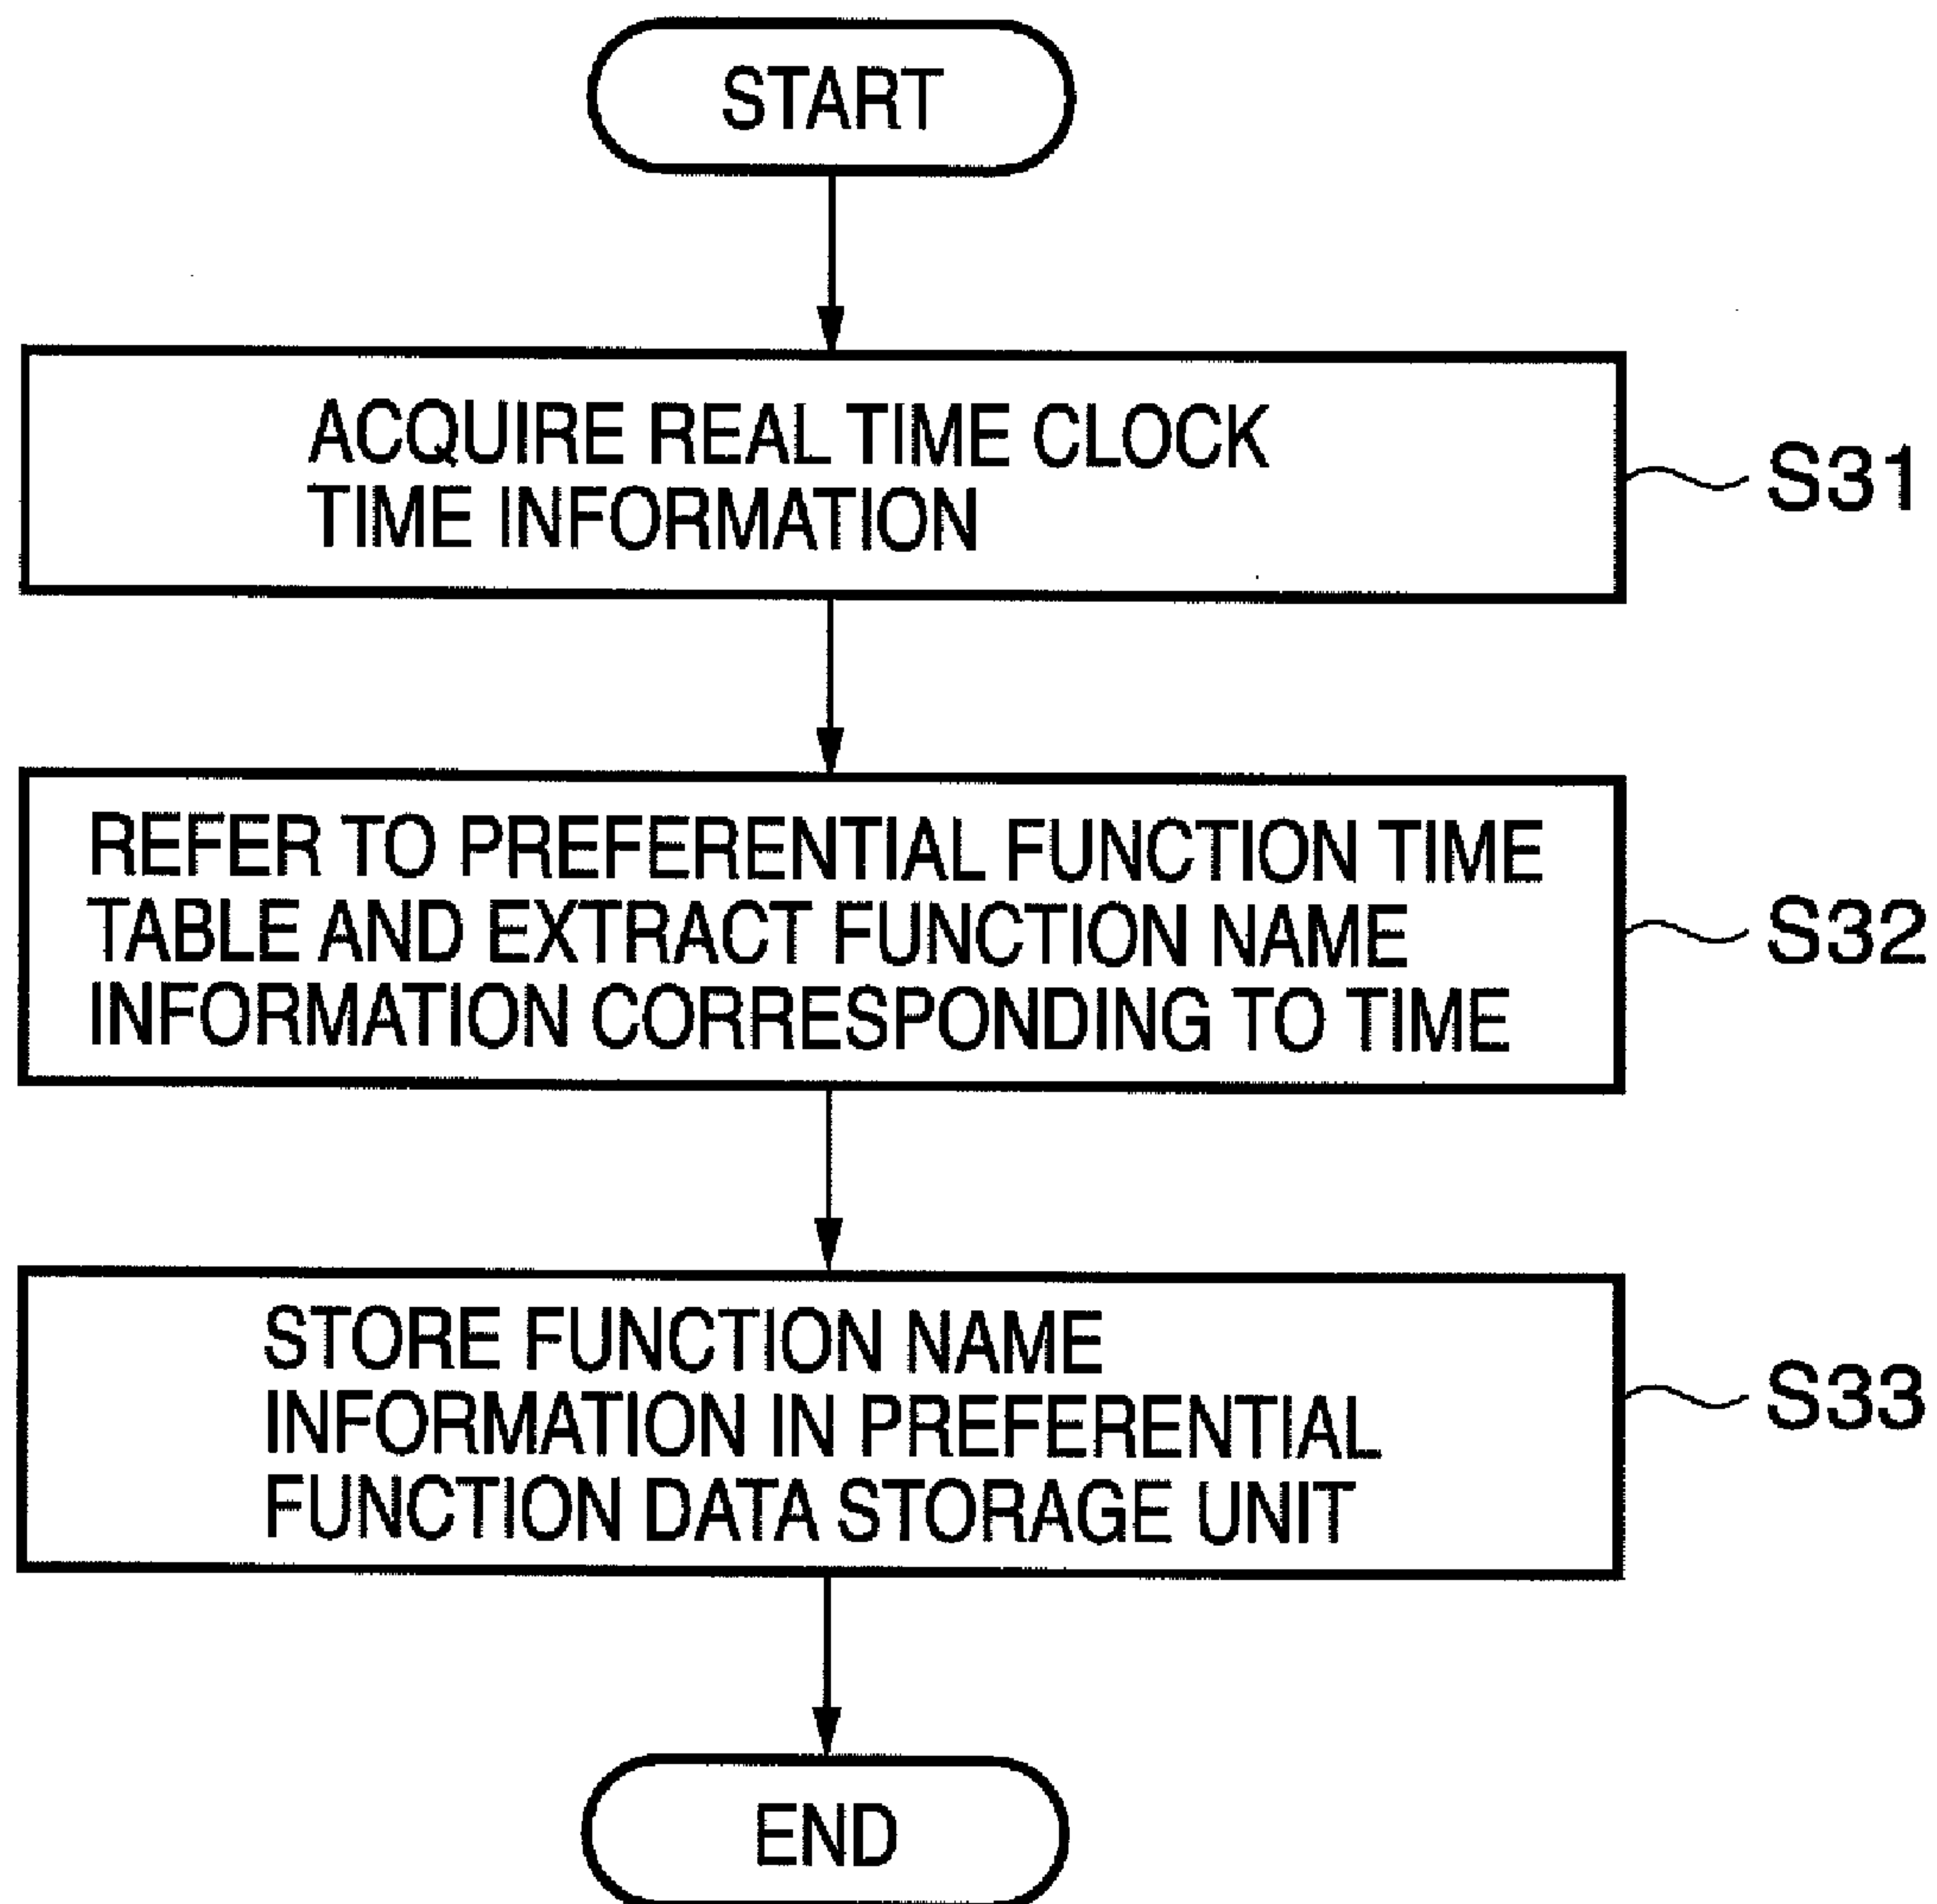 START
ACQUIRE REAL TIME CLOCK
TIME INFORMATION
S31
REFER TO PREFERENTIAL FUNCTION TIME
TABLE AND EXTRACT FUNCTION NAME
INFORMATION CORRESPONDING TO TIME
S32
STORE FUNCTION NAME
INFORMATION IN PREFERENTIAL
FUNCTION DATA STORAGE UNIT
S33
END